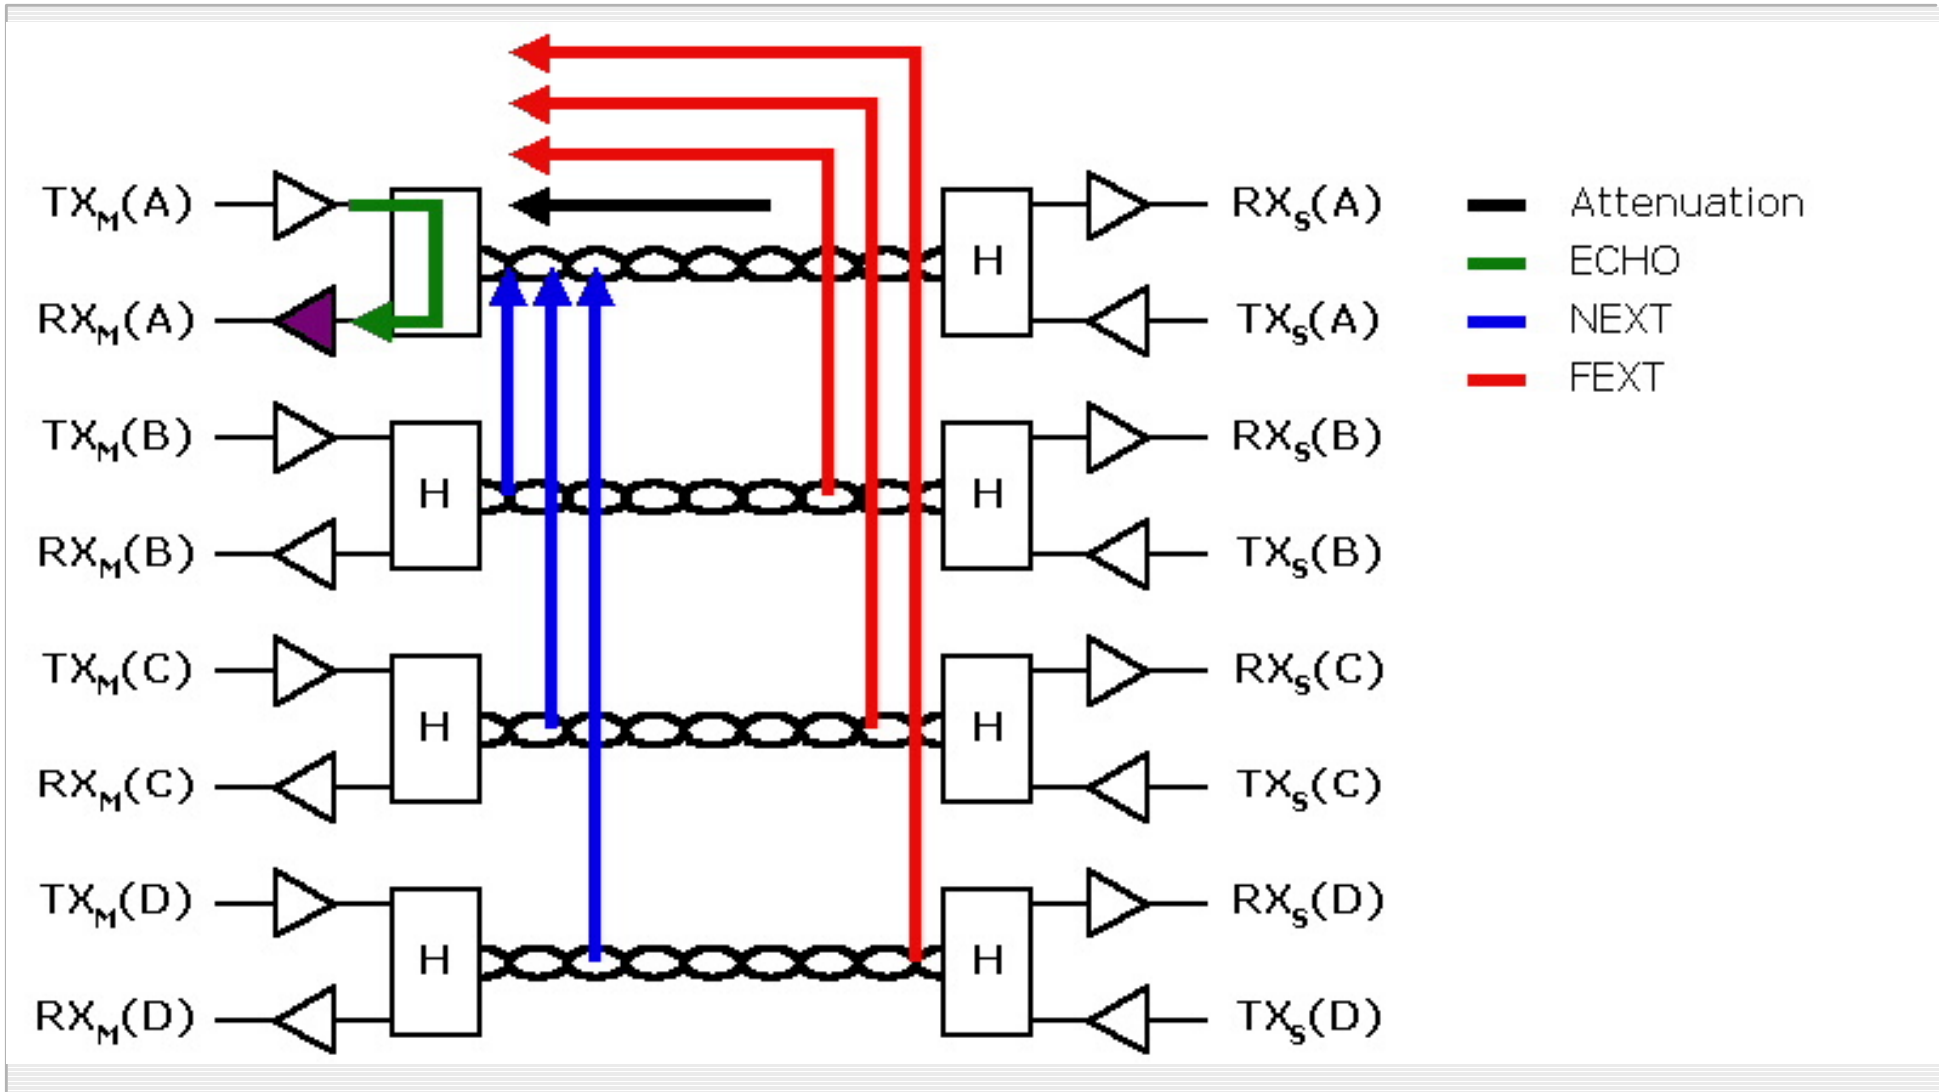 TXM(A) RXS(A) Attenuation
H ECHO
RXM(A) TXS(A) NEXT
FEXT
TXM(B) RXS(B)
H H
RXM(B) TXS(B)
TXM(C) RXS(C)
H H
RXM(C) TXS(C)
TXM(D) RXS(D)
H H
RXM(D) TXS(D)